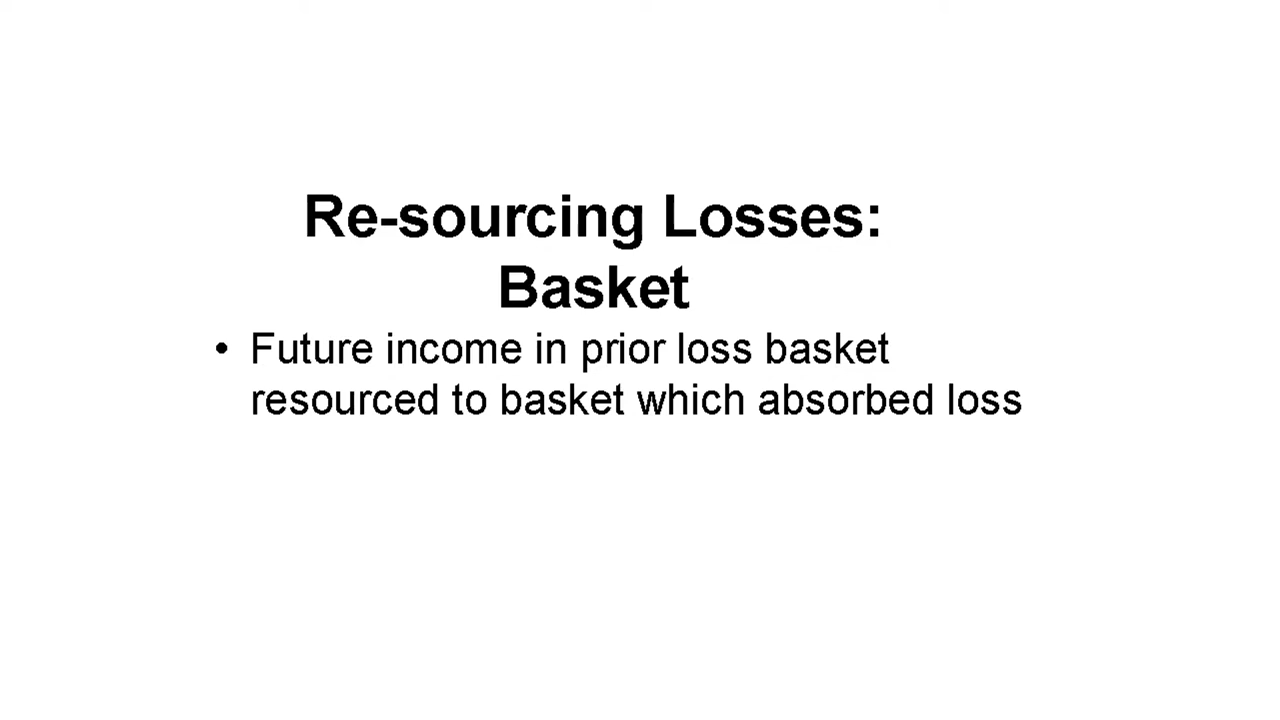 Re-sourcing Losses:
Basket
• Future income in prior loss basket
resourced to basket which absorbed loss